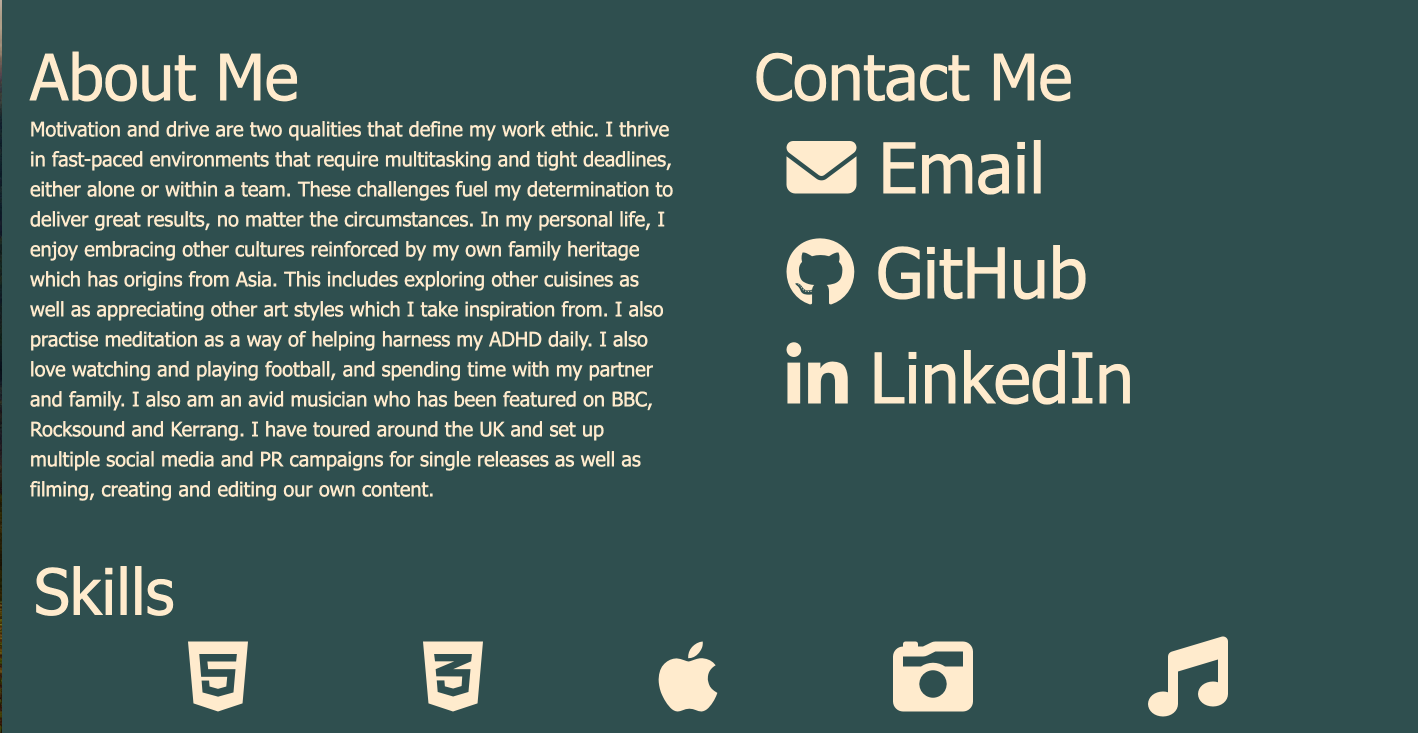 About Me
Motivation and drive are two qualities that define my work ethic. I thrive
in fast-paced environments that require multitasking and tight deadlines,
either alone or within a team. These challenges fuel my determination to
deliver great results, no matter the circumstances. In my personal life, I
enjoy embracing other cultures reinforced by my own family heritage
which has origins from Asia. This includes exploring other cuisines as
well as appreciating other art styles which I take inspiration from. I also
practise meditation as a way of helping harness my ADHD daily. I also
love watching and playing football, and spending time with my partner
and family. I also am an avid musician who has been featured on BBC,
Rocksound and Kerrang. I have toured around the UK and set up
multiple social media and PR campaigns for single releases as well as
filming, creating and editing our own content.
Contact Me
Email
GitHub
in LinkedIn
Skills
5 3